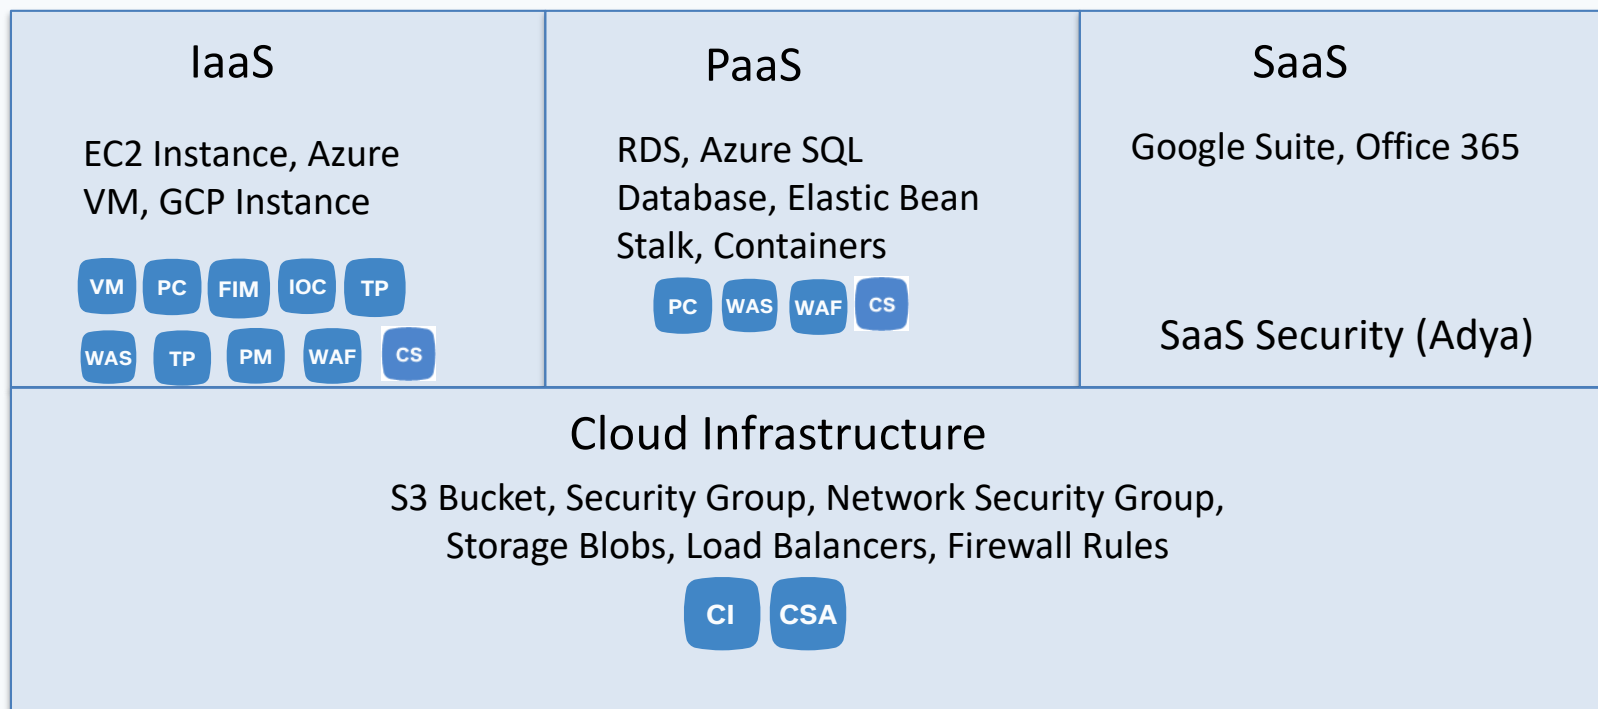 IaaS
EC2 Instance, Azure
VM, GCP Instance
VM PC FIM IOC TP
WAS TP PM WAF CS
PaaS
RDS, Azure SQL
Database, Elastic Bean
Stalk, Containers
PC WAS WAF CS
SaaS
Google Suite, Office 365
SaaS Security (Adya)
Cloud Infrastructure
S3 Bucket, Security Group, Network Security Group,
Storage Blobs, Load Balancers, Firewall Rules
CI CSA